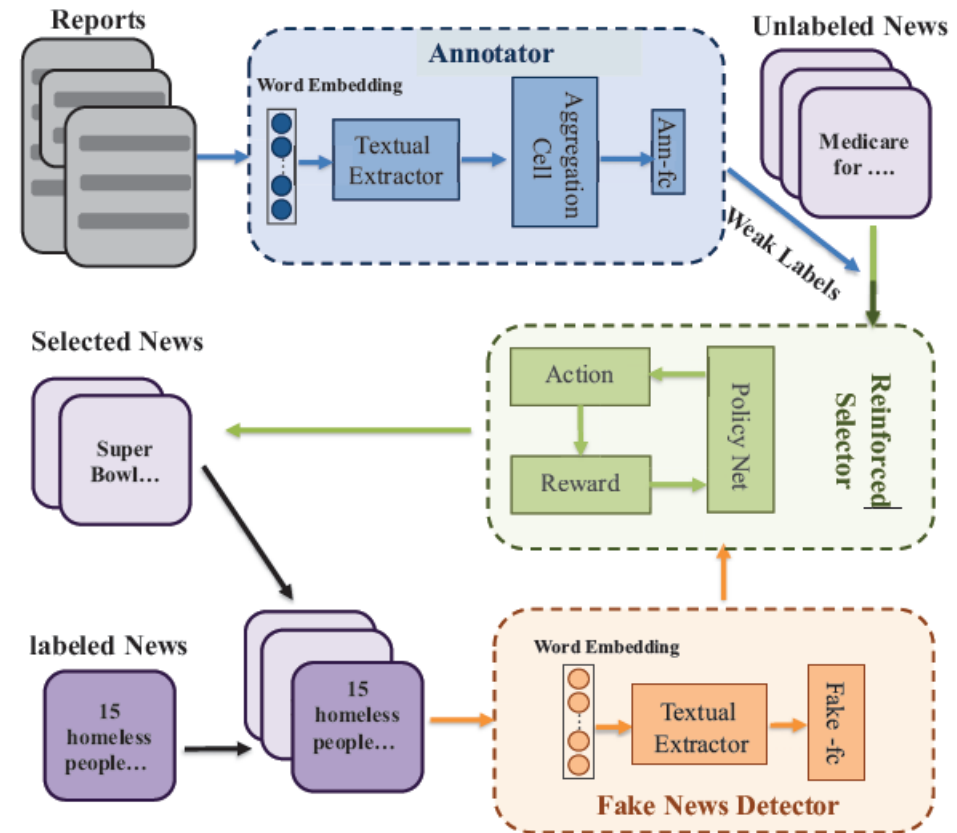 Reports
Annotator
Word Embedding
Textual
Extractor
Aggregation
Cell
Ann-fc
Unlabeled News
Medicare
for ....
Weak Labels
Selected News
Super
Bowl...
Action
Reward
Policy Net
Reinforced
Selector
labeled News
15
homeless
people...
15
homeless
people...
Word Embedding
Textual
Extractor
Fake -fc
Fake News Detector